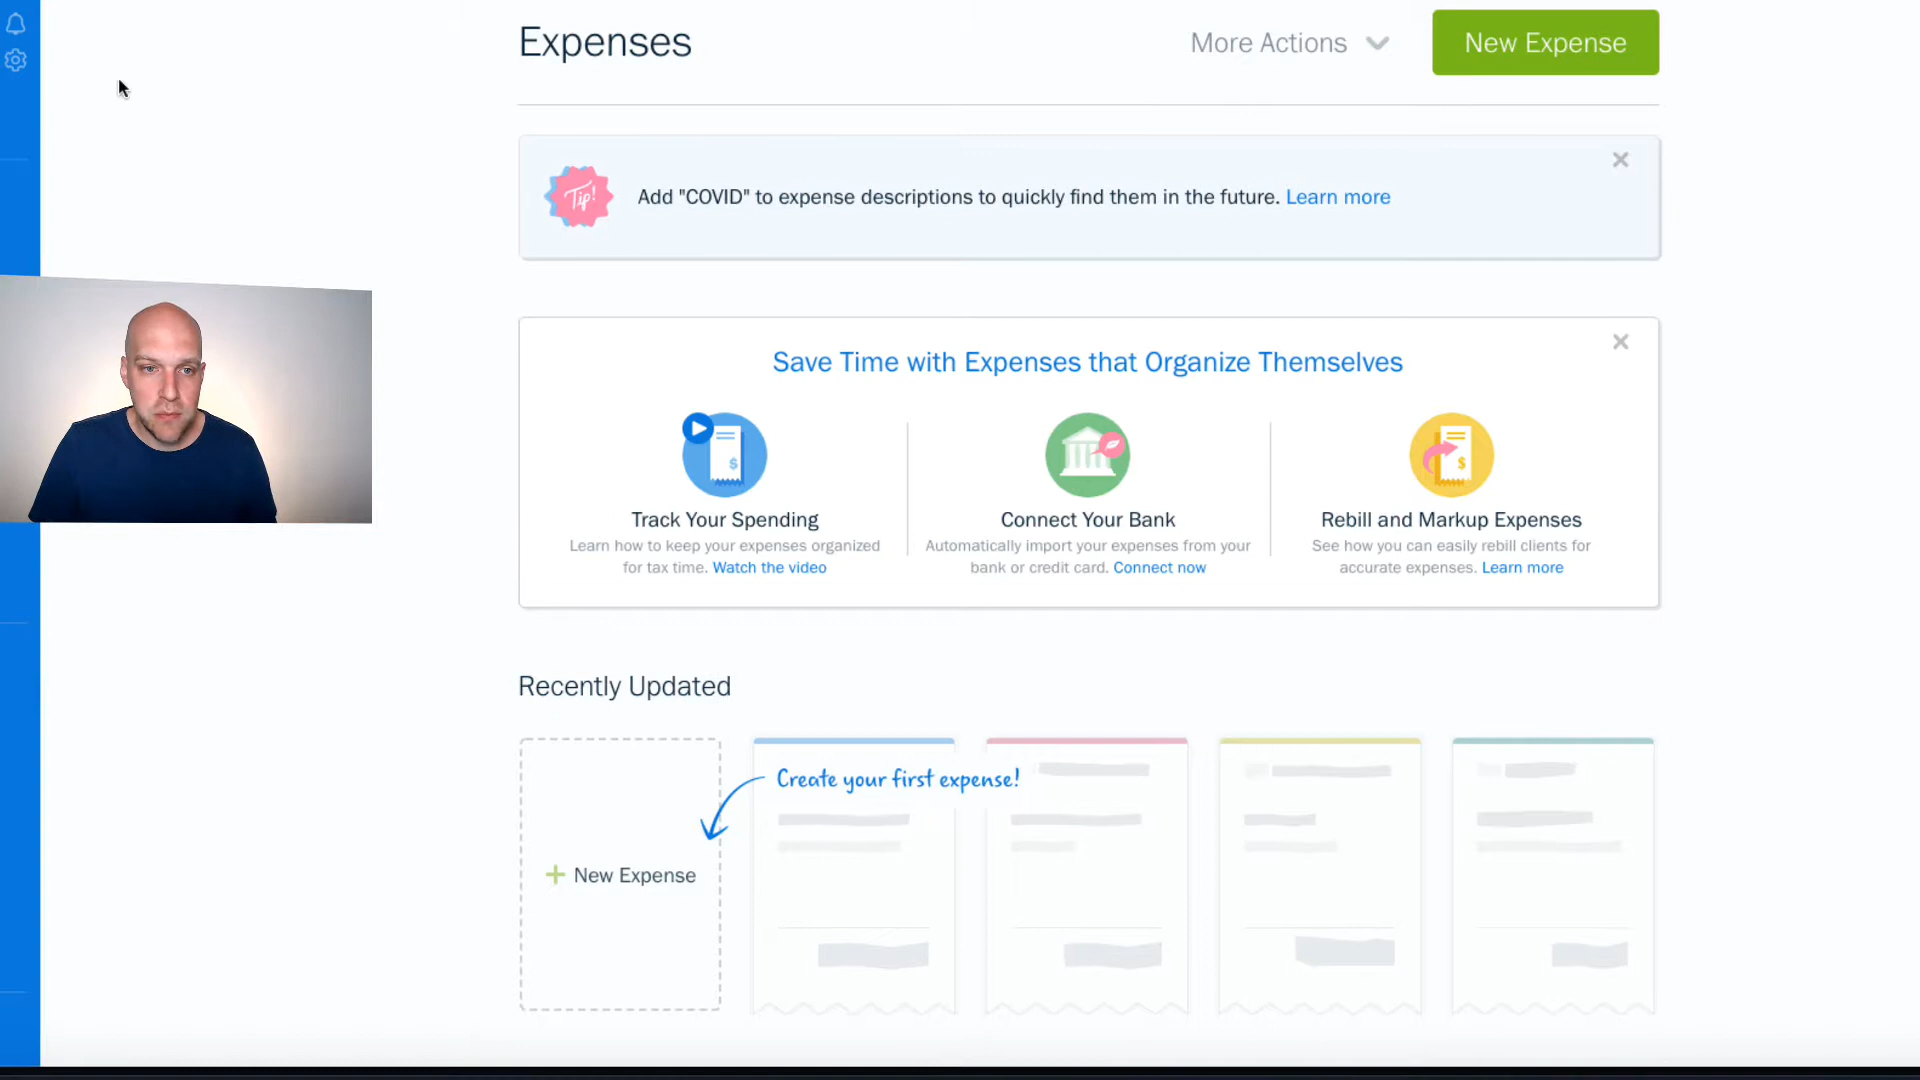 Expenses
More Actions
New Expense
Tip!
Add "COVID" to expense descriptions to quickly find them in the future. Learn more
Save Time with Expenses that Organize Themselves
Track Your Spending
Learn how to keep your expenses organized
for tax time. Watch the video
Connect Your Bank
Automatically import your expenses from your
bank or credit card. Connect now
Rebill and Markup Expenses
See how you can easily rebill clients for
accurate expenses. Learn more
Recently Updated
Create your first expense!
+ New Expense